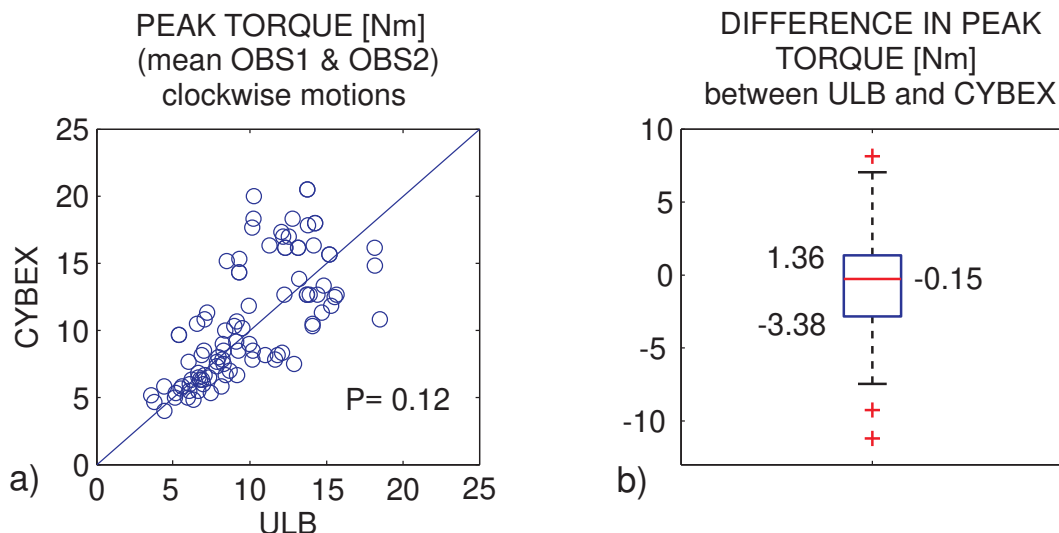 PEAK TORQUE [Nm]
(mean OBS1 & OBS2)
clockwise motions
25
20
15
10
5
0
CYBEX
P= 0.12
0
5
10
15
20
25
ULB
a)
DIFFERENCE IN PEAK
TORQUE [Nm]
between ULB and CYBEX
10
5
0
-5
-10
1.36
-0.15
-3.38
b)